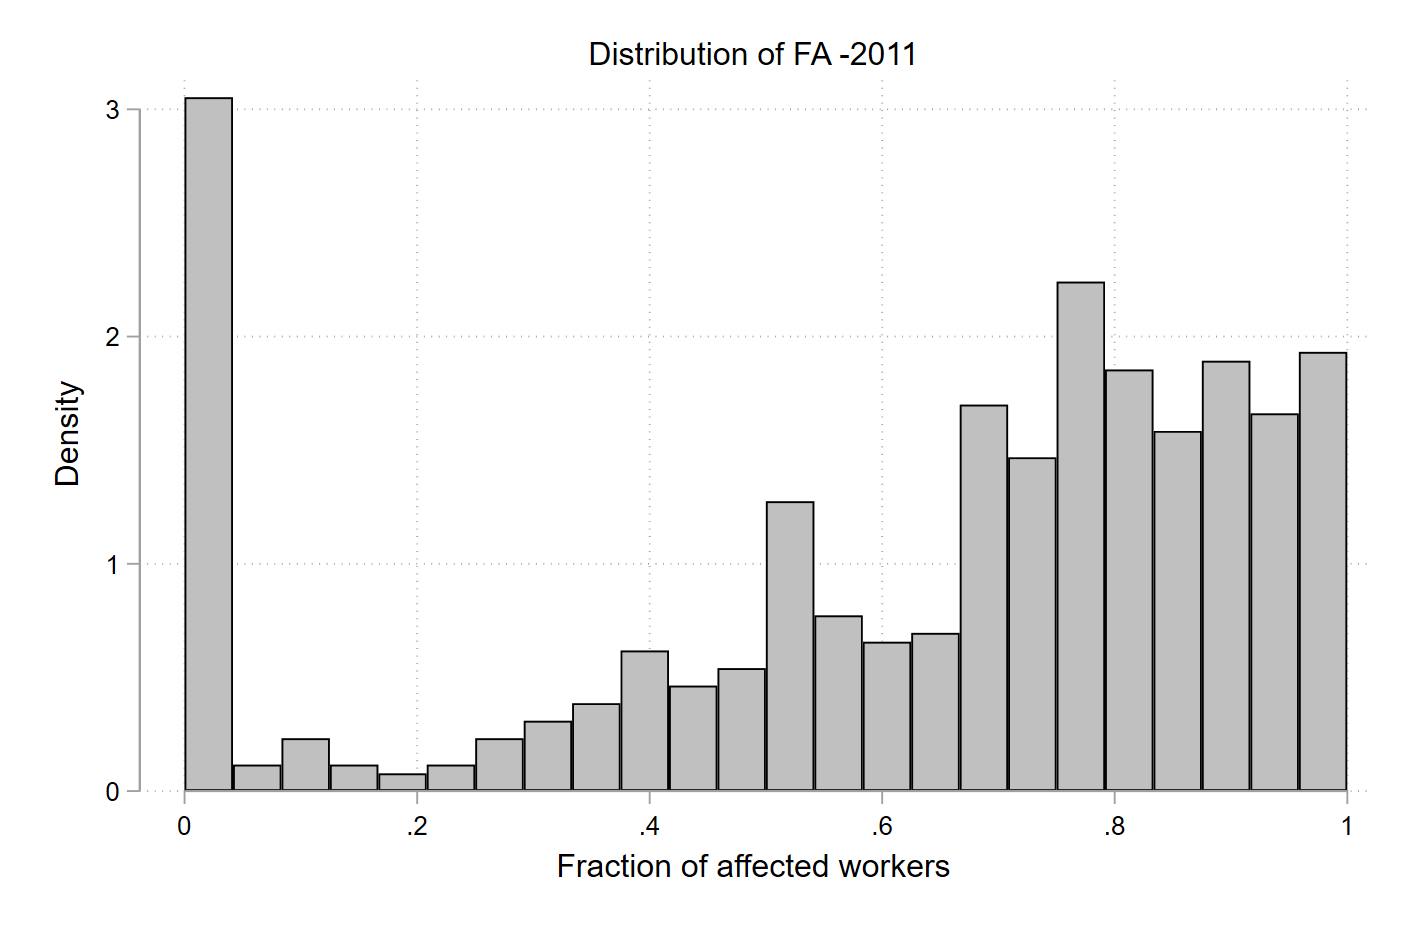 Distribution of FA -2011
3
2
1
0
Density
0 .2 .4 .6 .8 1
Fraction of affected workers